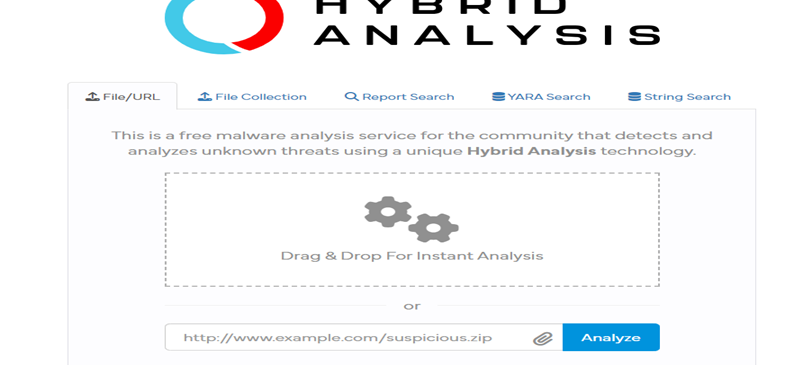 HYBRID
ANALYSIS
File/URL
File Collection
Report Search
YARA Search
String Search
This is a free malware analysis service for the community that detects and
analyzes unknown threats using a unique Hybrid Analysis technology.
Drag & Drop For Instant Analysis
or
http://www.example.com/suspicious.zip
Analyze